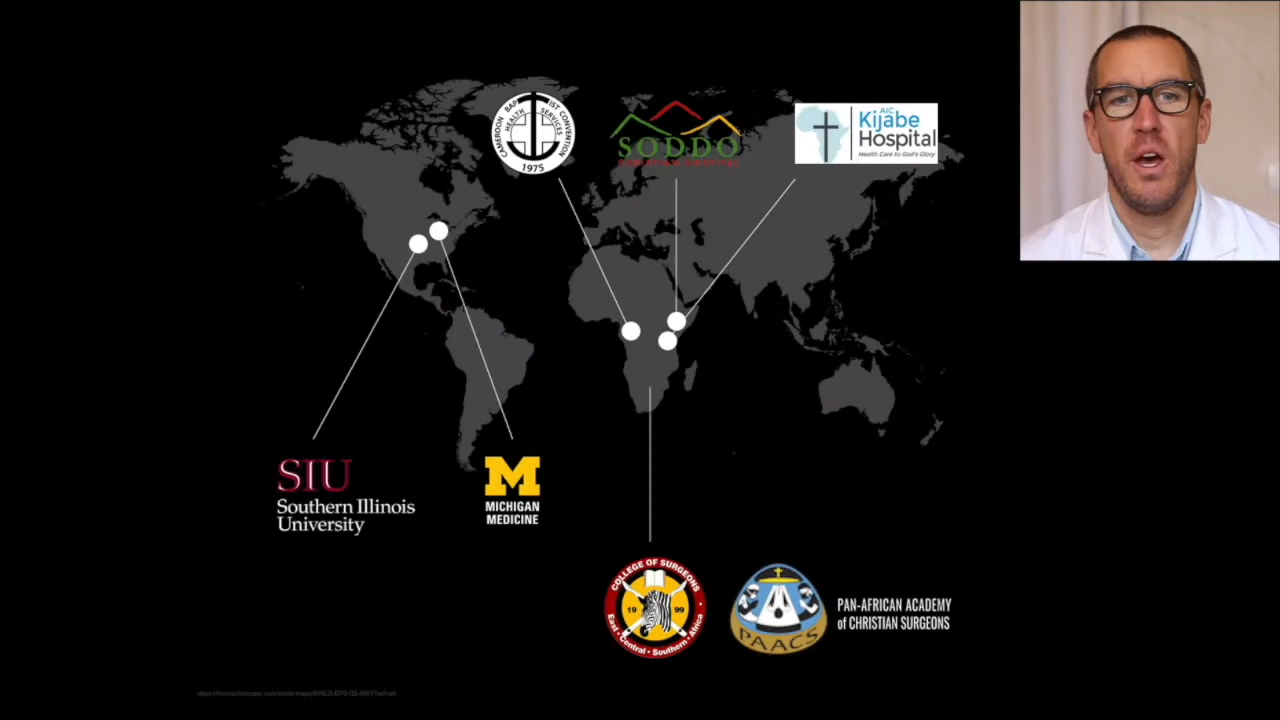 CAMEROON BAPTIST CONVENTION
HEALTH SERVICES
1975
SODDO
AIC
Kijabe
Hospital
Health Care to God's Glory
SIU
Southern Illinois
University
M
MICHIGAN
MEDICINE
COLLEGE OF SURGEONS
19 99
East • Central • Southern • Africa
PAACS
PAN-AFRICAN ACADEMY
of CHRISTIAN SURGEONS